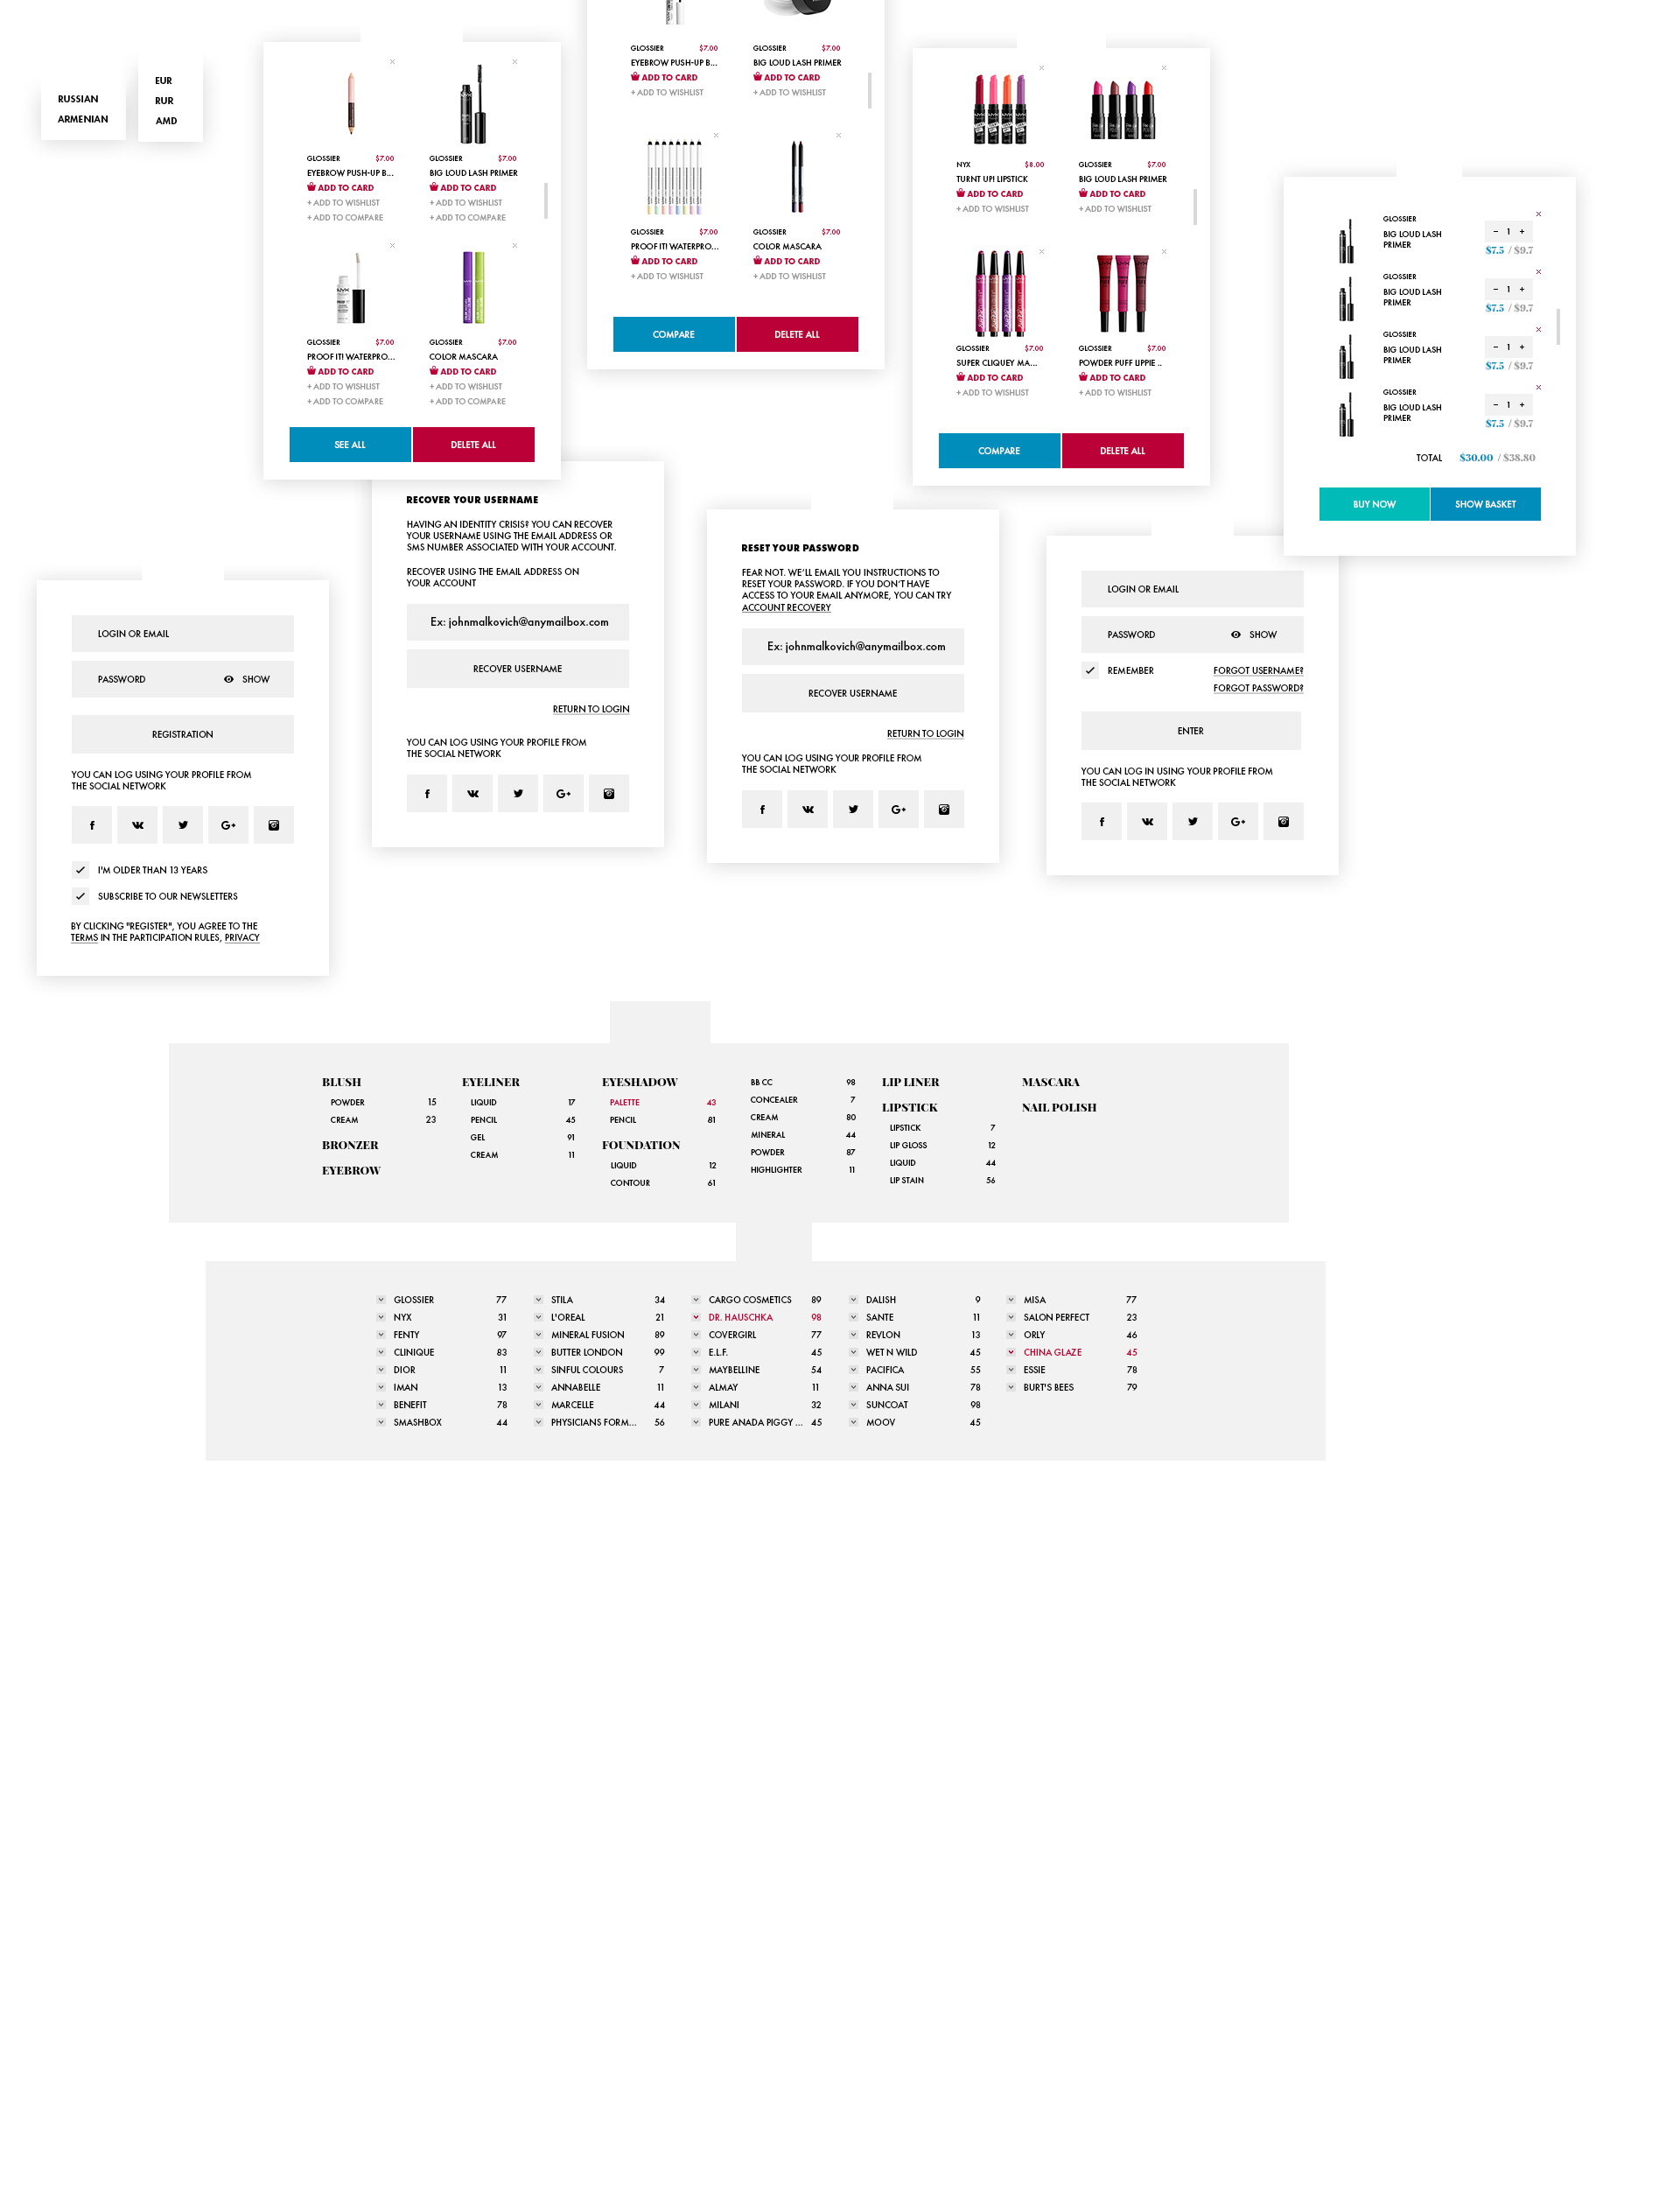 RUSSIAN
ARMENIAN
EUR
RUR
AMD
GLOSSIER $7.00
EYEBROW PUSH-UP B...
ADD TO CARD
+ ADD TO WISHLIST
+ ADD TO COMPARE
GLOSSIER $7.00
BIG LOUD LASH PRIMER
ADD TO CARD
+ ADD TO WISHLIST
+ ADD TO COMPARE
GLOSSIER $7.00
PROOF IT! WATERPRO...
ADD TO CARD
+ ADD TO WISHLIST
+ ADD TO COMPARE
GLOSSIER $7.00
COLOR MASCARA
ADD TO CARD
+ ADD TO WISHLIST
+ ADD TO COMPARE
SEE ALL
DELETE ALL
GLOSSIER $7.00
EYEBROW PUSH-UP B...
ADD TO CARD
+ ADD TO WISHLIST
GLOSSIER $7.00
BIG LOUD LASH PRIMER
ADD TO CARD
+ ADD TO WISHLIST
GLOSSIER $7.00
PROOF IT! WATERPRO...
ADD TO CARD
+ ADD TO WISHLIST
GLOSSIER $7.00
COLOR MASCARA
ADD TO CARD
+ ADD TO WISHLIST
COMPARE
DELETE ALL
NYX $8.00
TURNT UP! LIPSTICK
ADD TO CARD
+ ADD TO WISHLIST
GLOSSIER $7.00
BIG LOUD LASH PRIMER
ADD TO CARD
+ ADD TO WISHLIST
GLOSSIER $7.00
SUPER CLIQUEY MA...
ADD TO CARD
+ ADD TO WISHLIST
GLOSSIER $7.00
POWDER PUFF LIPPIE ..
ADD TO CARD
+ ADD TO WISHLIST
COMPARE
DELETE ALL
GLOSSIER
BIG LOUD LASH
PRIMER
− 1 +
$7.5 / $9.7
GLOSSIER
BIG LOUD LASH
PRIMER
− 1 +
$7.5 / $9.7
GLOSSIER
BIG LOUD LASH
PRIMER
− 1 +
$7.5 / $9.7
GLOSSIER
BIG LOUD LASH
PRIMER
− 1 +
$7.5 / $9.7
TOTAL $30.00 / $38.80
BUY NOW
SHOW BASKET
LOGIN OR EMAIL
PASSWORD SHOW
REGISTRATION
YOU CAN LOG USING YOUR PROFILE FROM
THE SOCIAL NETWORK
I'M OLDER THAN 13 YEARS
SUBSCRIBE TO OUR NEWSLETTERS
BY CLICKING "REGISTER", YOU AGREE TO THE
TERMS IN THE PARTICIPATION RULES, PRIVACY
RECOVER YOUR USERNAME
HAVING AN IDENTITY CRISIS? YOU CAN RECOVER
YOUR USERNAME USING THE EMAIL ADDRESS OR
SMS NUMBER ASSOCIATED WITH YOUR ACCOUNT.
RECOVER USING THE EMAIL ADDRESS ON
YOUR ACCOUNT
Ex: johnmalkovich@anymailbox.com
RECOVER USERNAME
RETURN TO LOGIN
YOU CAN LOG USING YOUR PROFILE FROM
THE SOCIAL NETWORK
RESET YOUR PASSWORD
FEAR NOT. WE'LL EMAIL YOU INSTRUCTIONS TO
RESET YOUR PASSWORD. IF YOU DON'T HAVE
ACCESS TO YOUR EMAIL ANYMORE, YOU CAN TRY
ACCOUNT RECOVERY
Ex: johnmalkovich@anymailbox.com
RECOVER USERNAME
RETURN TO LOGIN
YOU CAN LOG USING YOUR PROFILE FROM
THE SOCIAL NETWORK
LOGIN OR EMAIL
PASSWORD SHOW
REMEMBER
FORGOT USERNAME?
FORGOT PASSWORD?
ENTER
YOU CAN LOG IN USING YOUR PROFILE FROM
THE SOCIAL NETWORK
BLUSH
POWDER 15
CREAM 23
BRONZER
EYEBROW
EYELINER
LIQUID 17
PENCIL 45
GEL 91
CREAM 11
EYESHADOW
PALETTE 43
PENCIL 81
FOUNDATION
LIQUID 12
CONTOUR 61
BB CC 98
CONCEALER 7
CREAM 80
MINERAL 44
POWDER 87
HIGHLIGHTER 11
LIP LINER
LIPSTICK
LIPSTICK 7
LIP GLOSS 12
LIQUID 44
LIP STAIN 56
MASCARA
NAIL POLISH
GLOSSIER 77
NYX 31
FENTY 97
CLINIQUE 83
DIOR 11
IMAN 13
BENEFIT 78
SMASHBOX 44
STILA 34
L'OREAL 21
MINERAL FUSION 89
BUTTER LONDON 99
SINFUL COLOURS 7
ANNABELLE 11
MARCELLE 44
PHYSICIANS FORM... 56
CARGO COSMETICS 89
DR. HAUSCHKA 98
COVERGIRL 77
E.L.F. 45
MAYBELLINE 54
ALMAY 11
MILANI 32
PURE ANADA PIGGY ... 45
DALISH 9
SANTE 11
REVLON 13
WET N WILD 45
PACIFICA 55
ANNA SUI 78
SUNCOAT 98
MOOV 45
MISA 77
SALON PERFECT 23
ORLY 46
CHINA GLAZE 45
ESSIE 78
BURT'S BEES 79